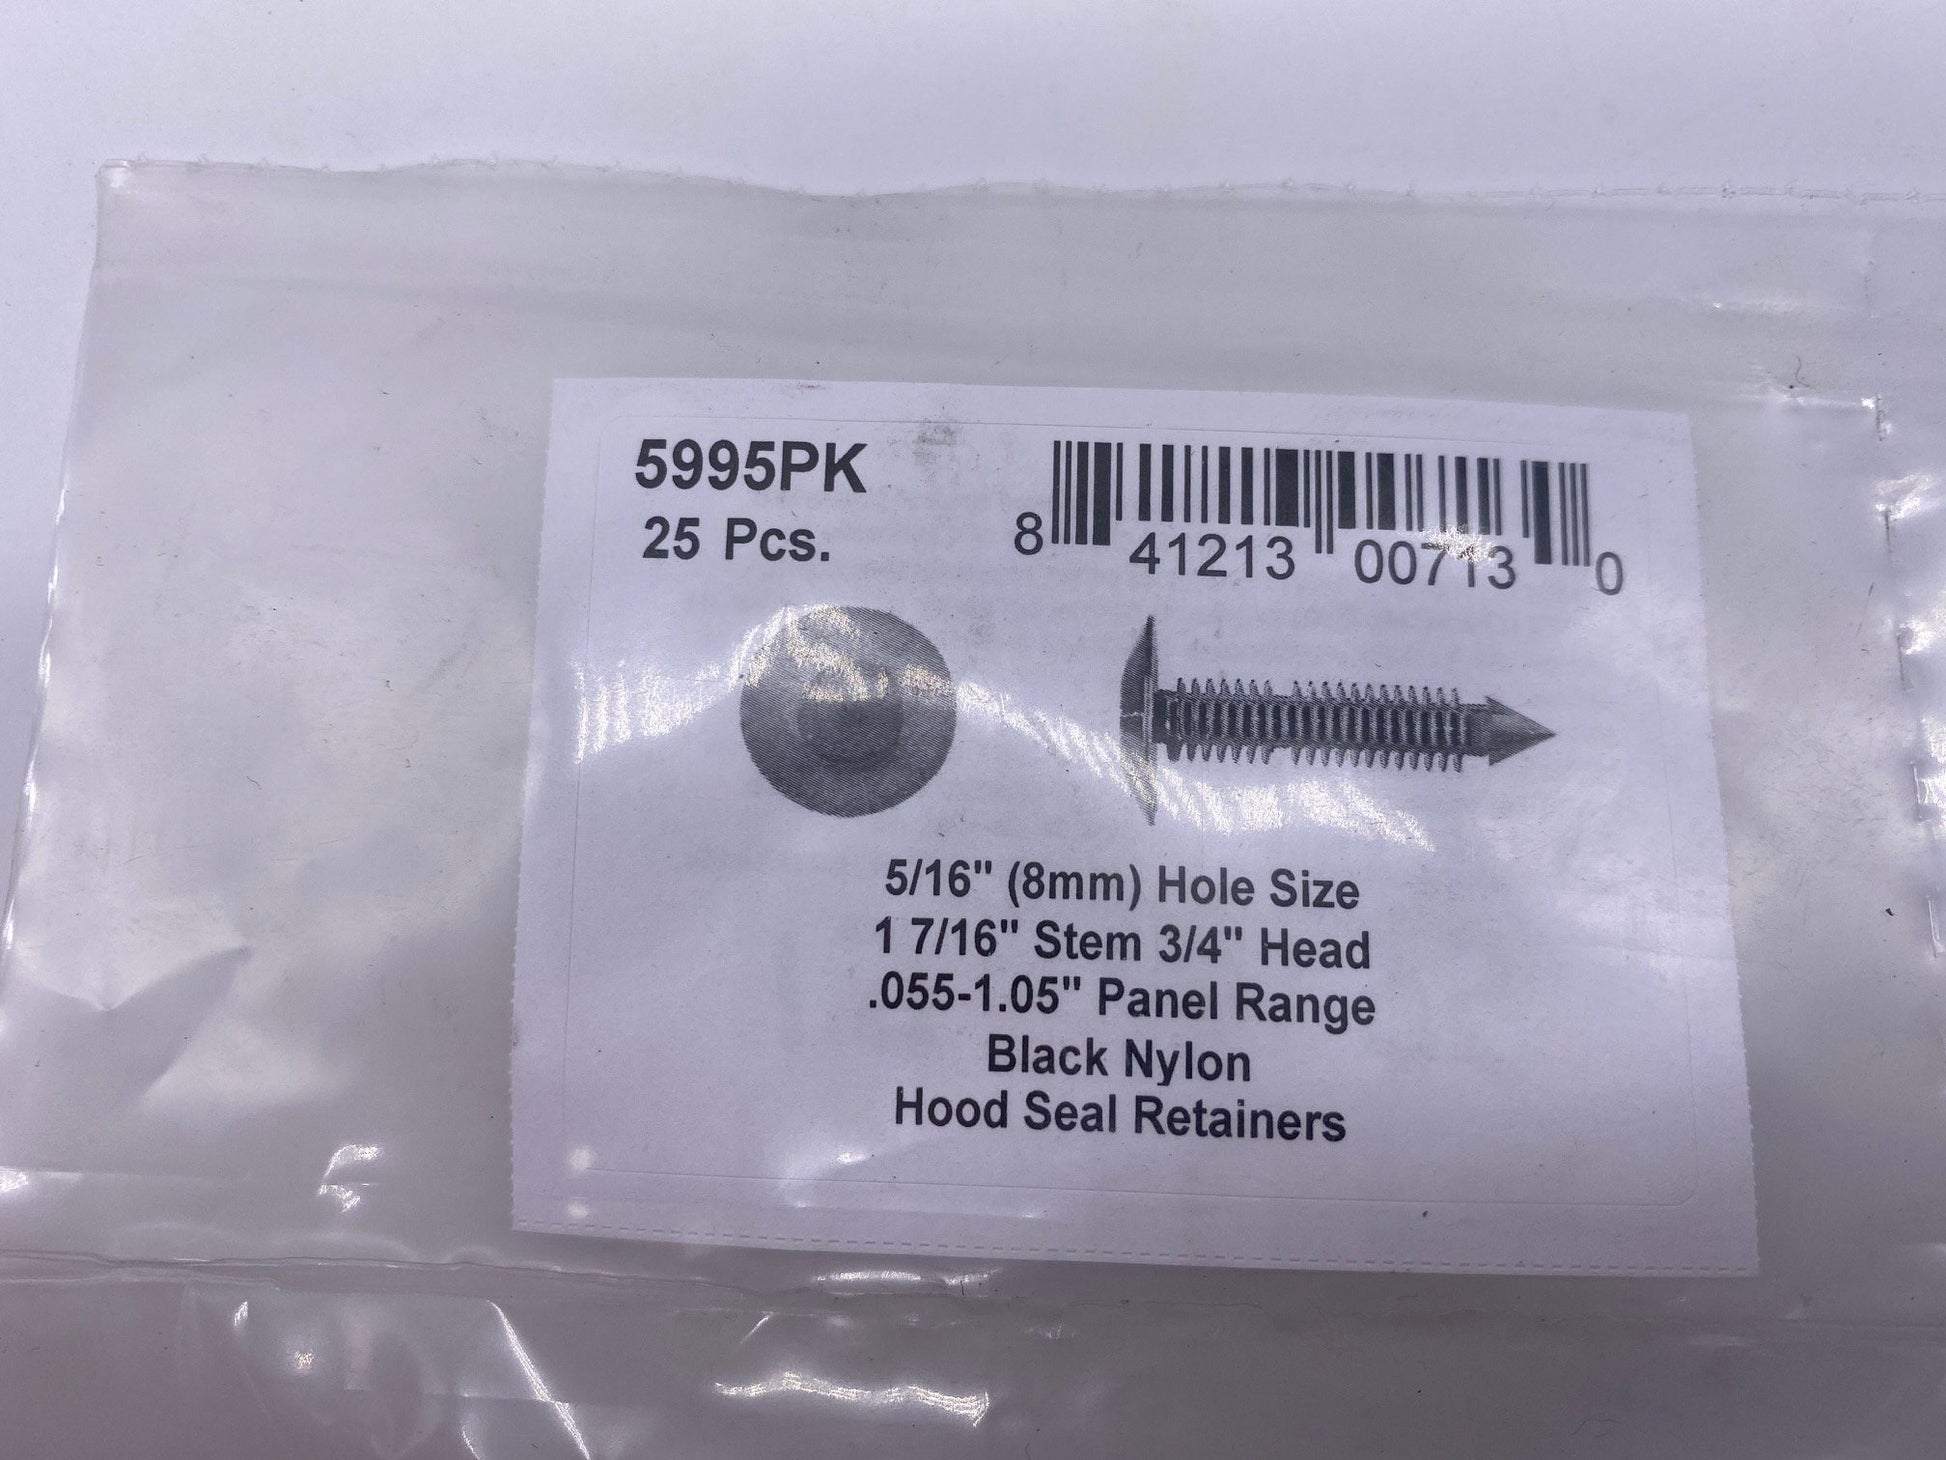 5995PK
25 Pcs.
8 41213 00713 0
5/16" (8mm) Hole Size
1 7/16" Stem 3/4" Head
.055-1.05" Panel Range
Black Nylon
Hood Seal Retainers